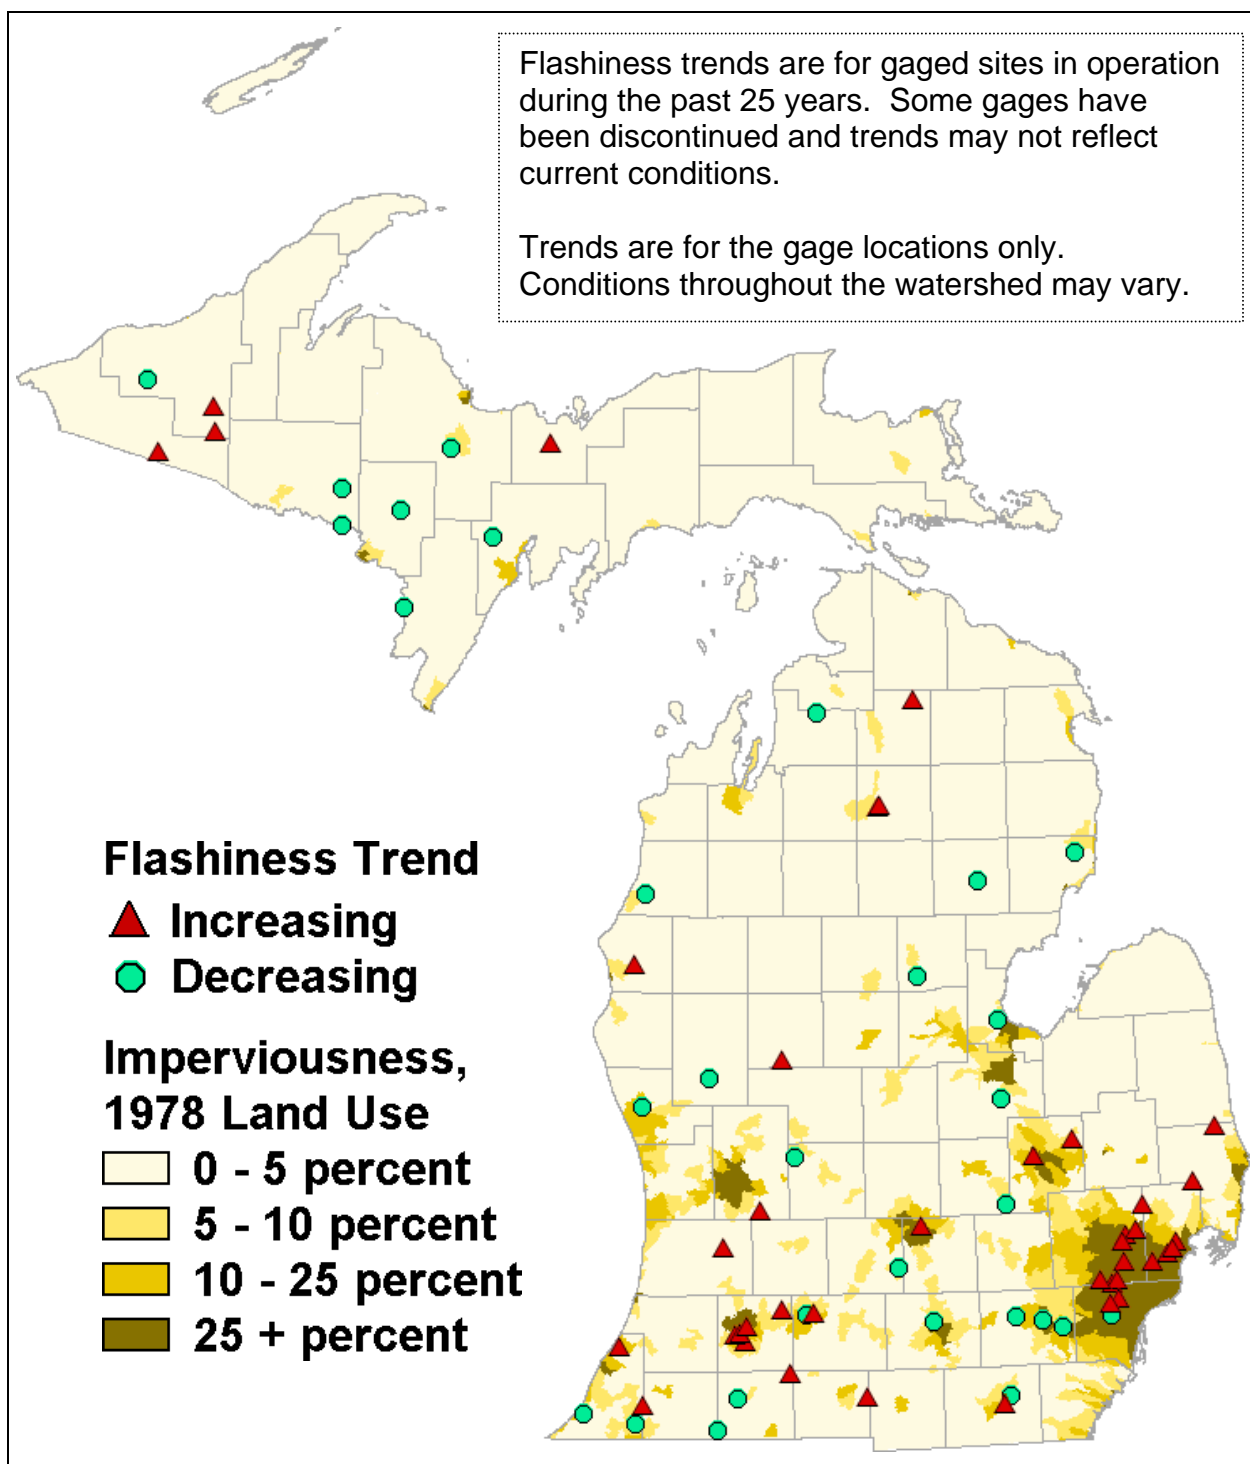 Flashiness trends are for gaged sites in operation
during the past 25 years.  Some gages have
been discontinued and trends may not reflect
current conditions.
Trends are for the gage locations only.
Conditions throughout the watershed may vary.
Flashiness Trend
Increasing
Decreasing
Imperviousness,
1978 Land Use
0 - 5 percent
5 - 10 percent
10 - 25 percent
25 + percent